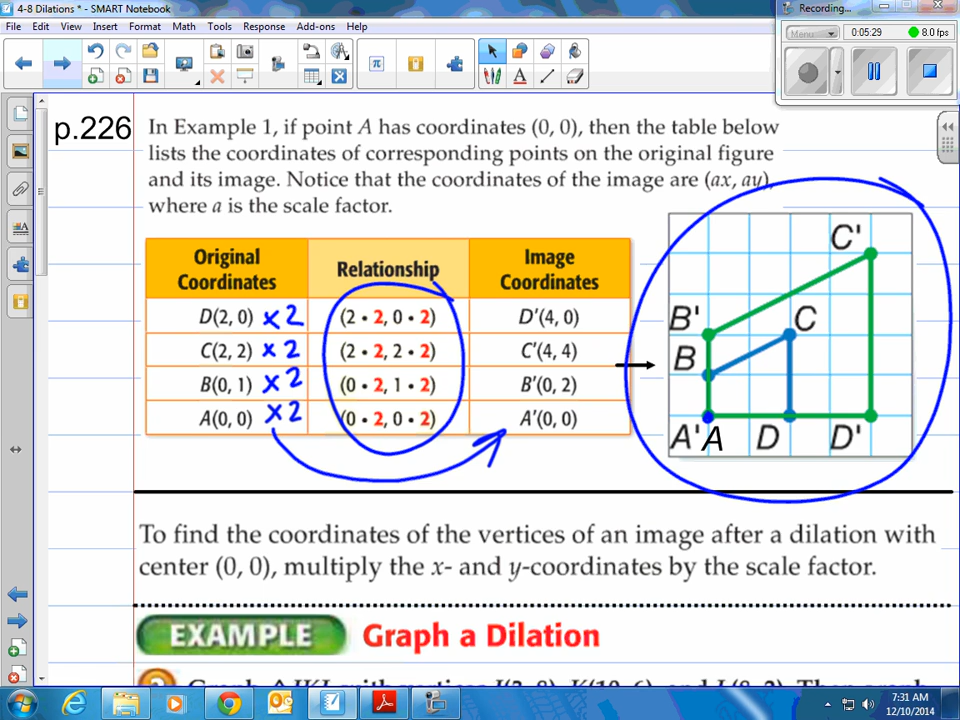 4-8 Dilations * - SMART Notebook
Recording...
File Edit View Insert Format Math Tools Response Add-ons Help
Menu 0:05:29 8.0 fps
p.226
In Example 1, if point A has coordinates (0, 0), then the table below
lists the coordinates of corresponding points on the original figure
and its image. Notice that the coordinates of the image are (ax, ay),
where a is the scale factor.
Original Coordinates Relationship Image Coordinates
D(2, 0) x2 (2 • 2, 0 • 2) D'(4, 0)
C(2, 2) x2 (2 • 2, 2 • 2) C'(4, 4)
B(0, 1) x2 (0 • 2, 1 • 2) B'(0, 2)
A(0, 0) x2 (0 • 2, 0 • 2) A'(0, 0)
C'
B' C
B
A' A D D'
To find the coordinates of the vertices of an image after a dilation with
center (0, 0), multiply the x- and y-coordinates by the scale factor.
EXAMPLE Graph a Dilation
7:31 AM
12/10/2014